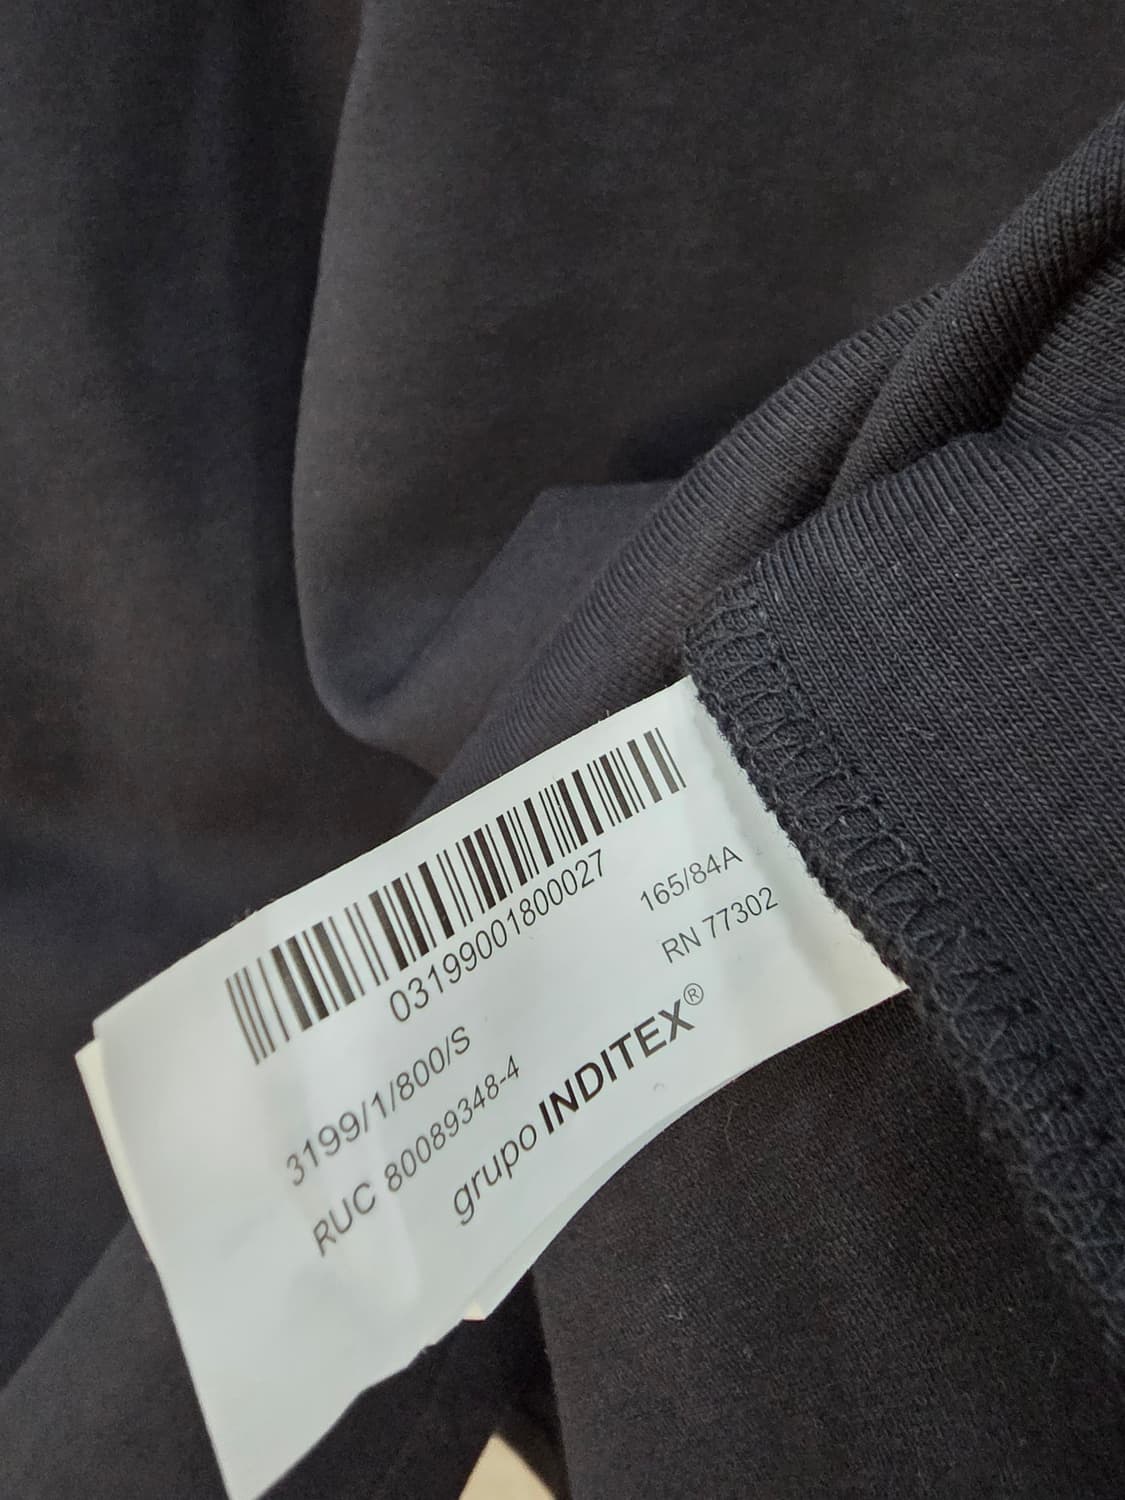 03199001800027
3199/1/800/S
165/84A
RUC 80089348-4
RN 77302
grupo INDITEX®